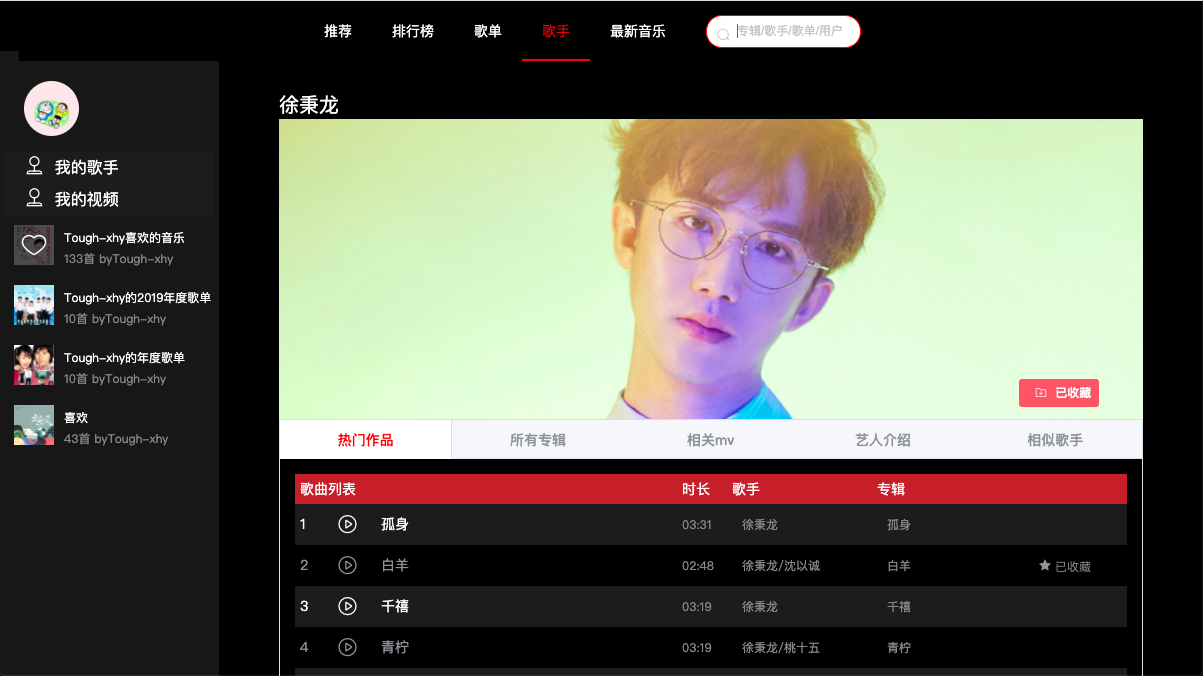 推荐 排行榜 歌单 歌手 最新音乐 专辑/歌手/歌单/用户
我的歌手
我的视频
Tough-xhy喜欢的音乐
133首 byTough-xhy
Tough-xhy的2019年度歌单
10首 byTough-xhy
Tough-xhy的年度歌单
10首 byTough-xhy
喜欢
43首 byTough-xhy
徐秉龙
已收藏
热门作品 所有专辑 相关mv 艺人介绍 相似歌手
歌曲列表 时长 歌手 专辑
1 孤身 03:31 徐秉龙 孤身
2 白羊 02:48 徐秉龙/沈以诚 白羊 已收藏
3 千禧 03:19 徐秉龙 千禧
4 青柠 03:19 徐秉龙/桃十五 青柠